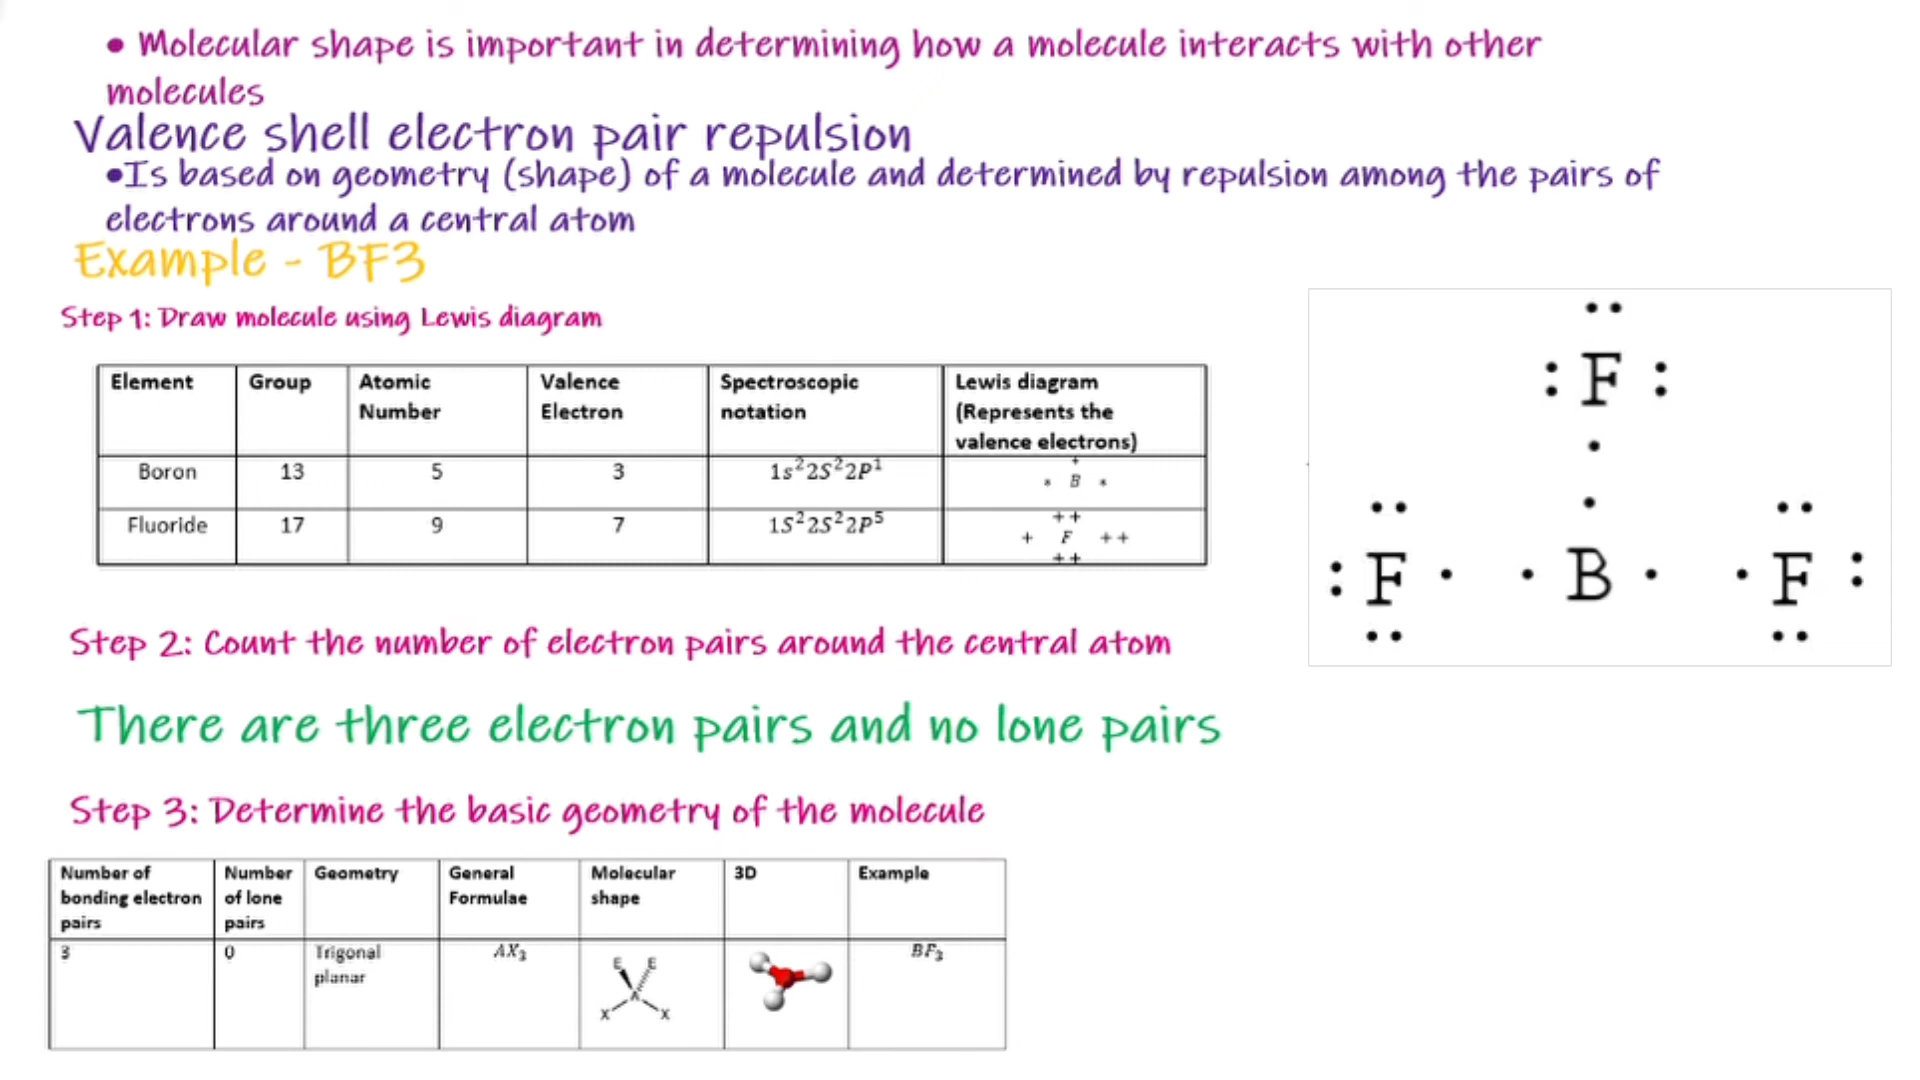 • Molecular shape is important in determining how a molecule interacts with other
molecules
Valence shell electron pair repulsion
•Is based on geometry (shape) of a molecule and determined by repulsion among the pairs of
electrons around a central atom
Example - BF3
Step 1: Draw molecule using Lewis diagram
Element Group Atomic Number Valence Electron Spectroscopic notation Lewis diagram (Represents the valence electrons)
Boron 13 5 3 1s²2S²2P¹ B
Fluoride 17 9 7 1S²2S²2P⁵ + F ++
F
F B F
Step 2: Count the number of electron pairs around the central atom
There are three electron pairs and no lone pairs
Step 3: Determine the basic geometry of the molecule
Number of bonding electron pairs Number of lone pairs Geometry General Formulae Molecular shape 3D Example
3 0 Trigonal planar AX₃ E E A X X BF₃